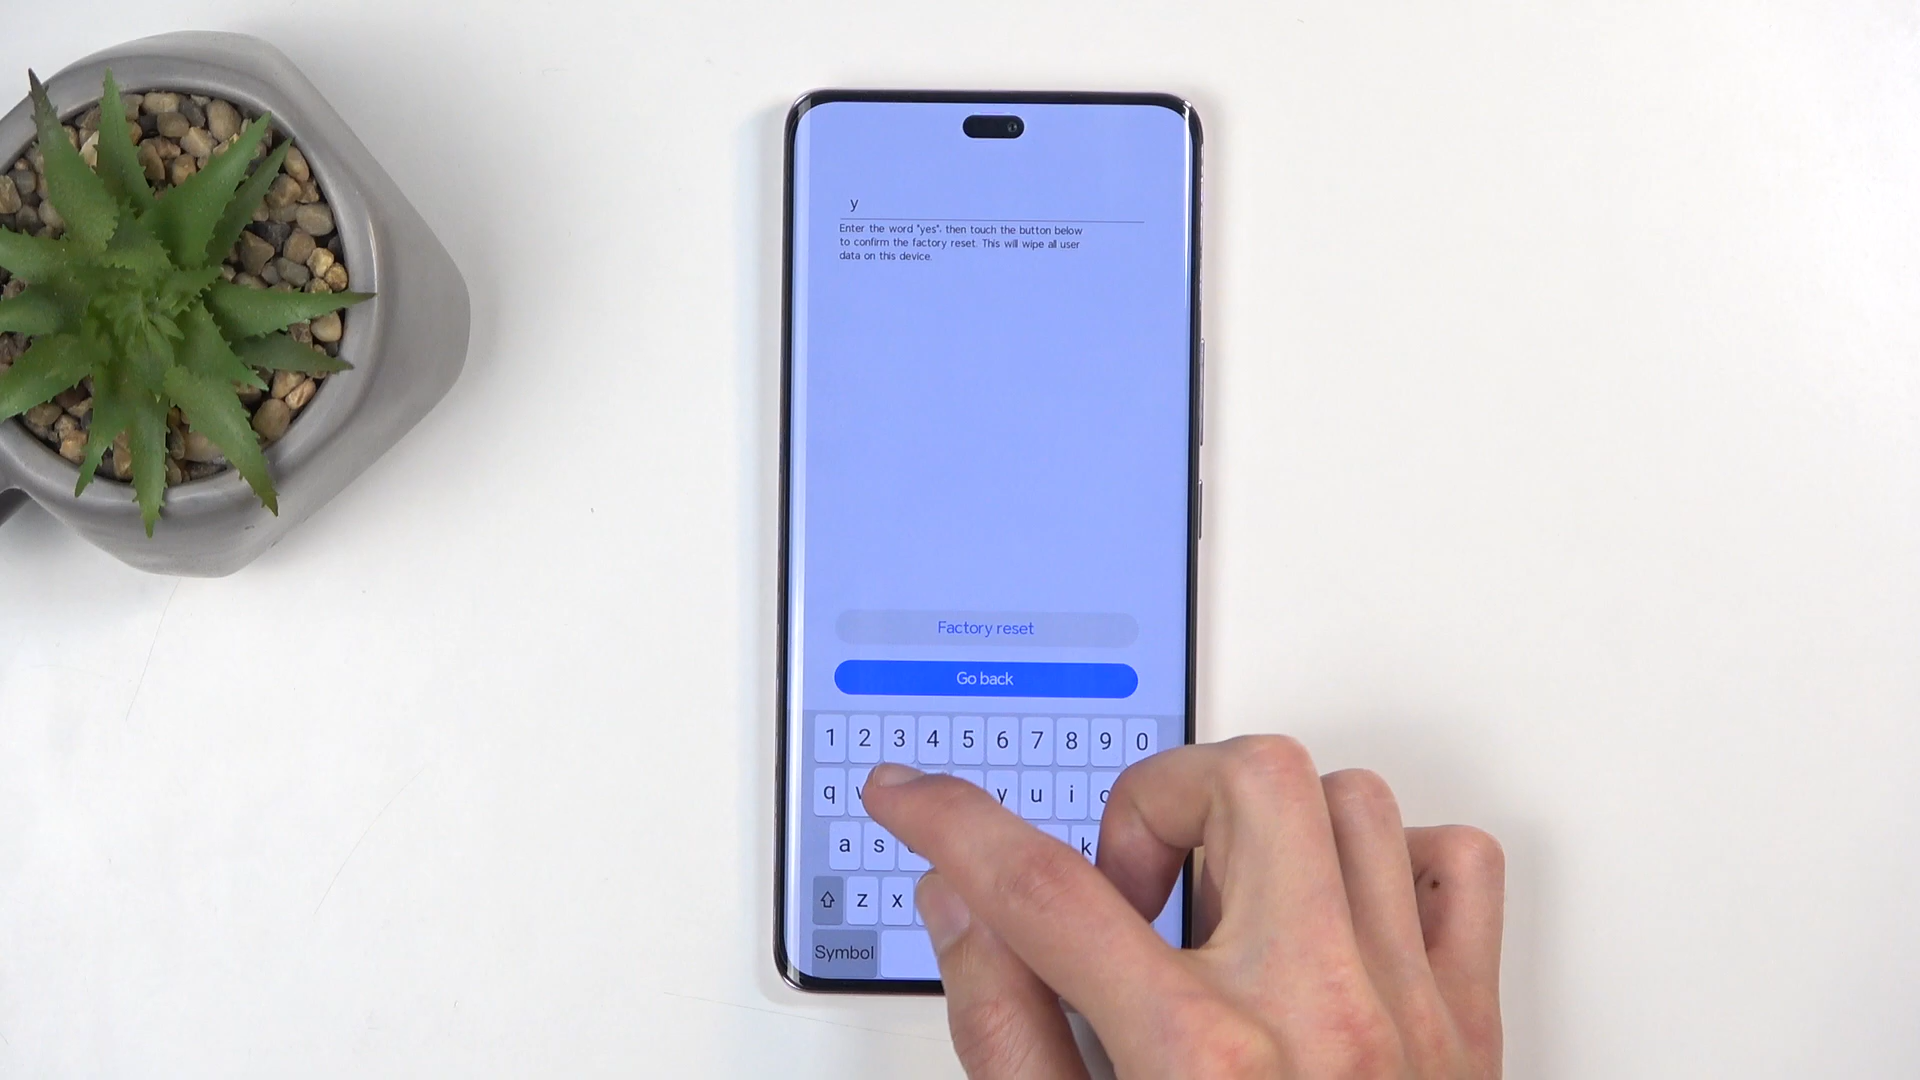 y
Enter the word "yes", then touch the button below
to confirm the factory reset. This will wipe all user
data on this device.
Factory reset
Go back
1 2 3 4 5 6 7 8 9 0
q y u i
a s k
z x
Symbol